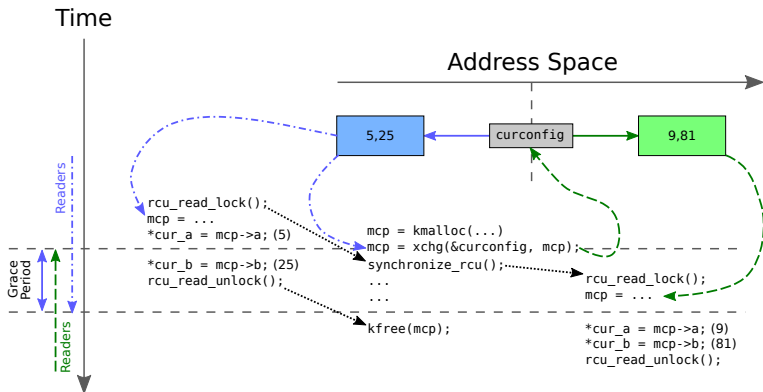 Time
Address Space
5,25
curconfig
9,81
Readers
rcu_read_lock();
mcp = ...
*cur_a = mcp->a; (5)
mcp = kmalloc(...)
mcp = xchg(&curconfig, mcp);
Grace
Period
*cur_b = mcp->b; (25)
rcu_read_unlock();
synchronize_rcu();
...
...
rcu_read_lock();
mcp = ...
Readers
kfree(mcp);
*cur_a = mcp->a; (9)
*cur_b = mcp->b; (81)
rcu_read_unlock();